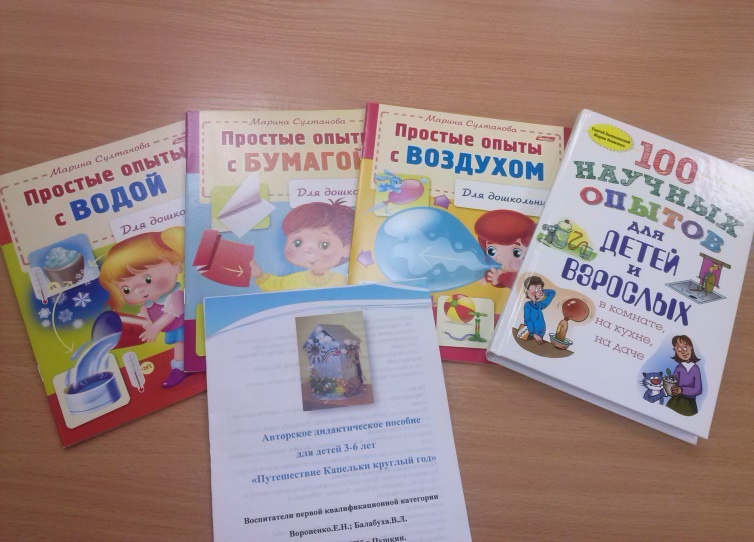 Марина Султанова
Простые опыты
с ВОДОЙ
Для дошко
Марина Султанова
Простые опыты
с БУМАГОЙ
Для дошко
Марина Султанова
Простые опыты
с ВОЗДУХОМ
Для дошкольни
100
НАУЧНЫХ
ОПЫТОВ
для
ДЕТЕЙ
и
ВЗРОСЛЫХ
в комнате,
на кухне,
на даче
Авторское дидактическое пособие
для детей 3-6 лет
«Путешествие Капельки круглый год»
Воспитатели первой квалификационной категории
Вороненко.Е.Н.; Балабуха.В.Л.
г Пушкин.